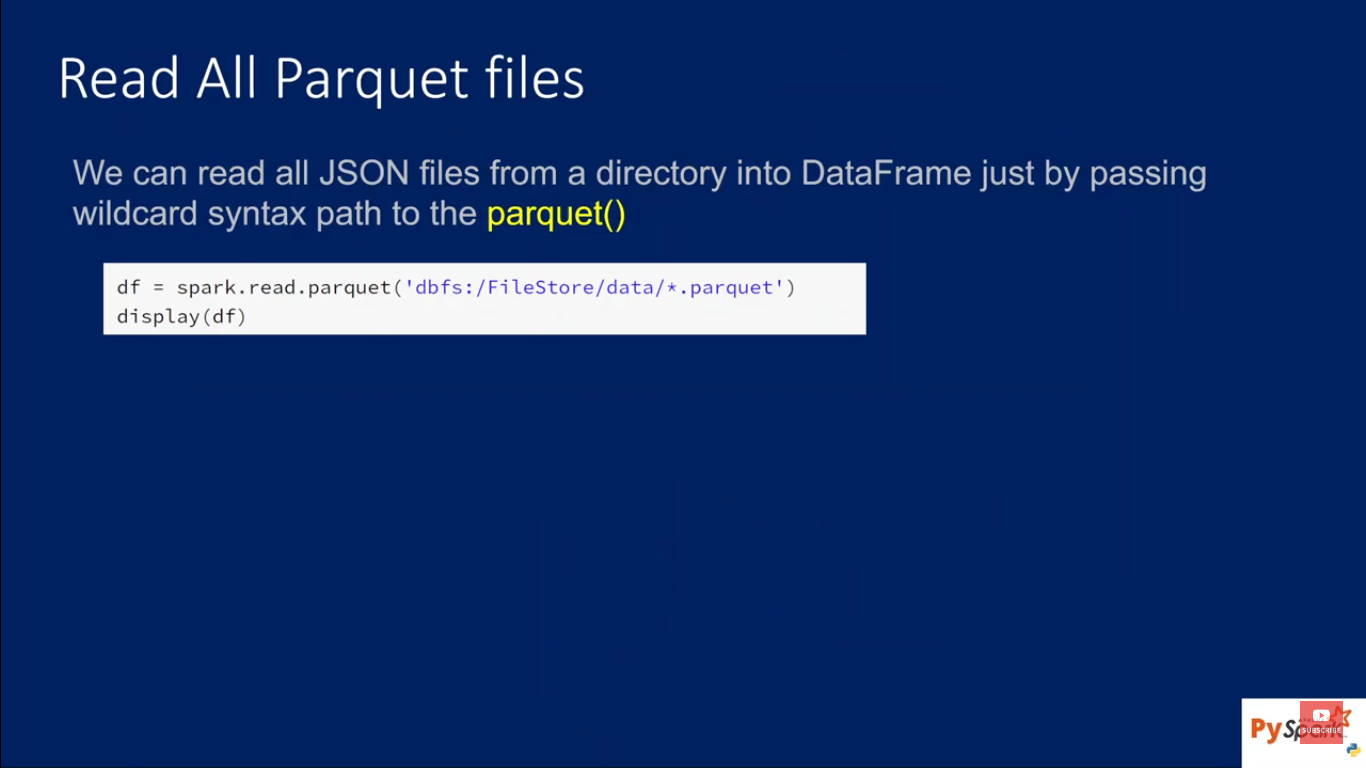 Read All Parquet files
We can read all JSON files from a directory into DataFrame just by passing
wildcard syntax path to the parquet()
df = spark.read.parquet('dbfs:/FileStore/data/*.parquet')
display(df)
PySpark
SUBSCRIBE